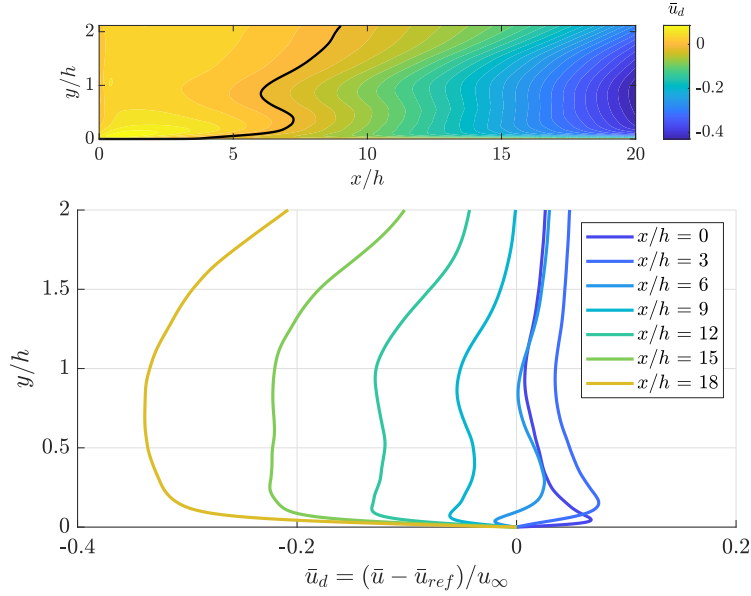 ū_d
2
1
0
y/h
0
5
10
15
20
x/h
0
-0.2
-0.4
2
1.5
1
0.5
0
y/h
x/h = 0
x/h = 3
x/h = 6
x/h = 9
x/h = 12
x/h = 15
x/h = 18
-0.4
-0.2
0
0.2
ū_d = (ū − ū_ref)/u_∞